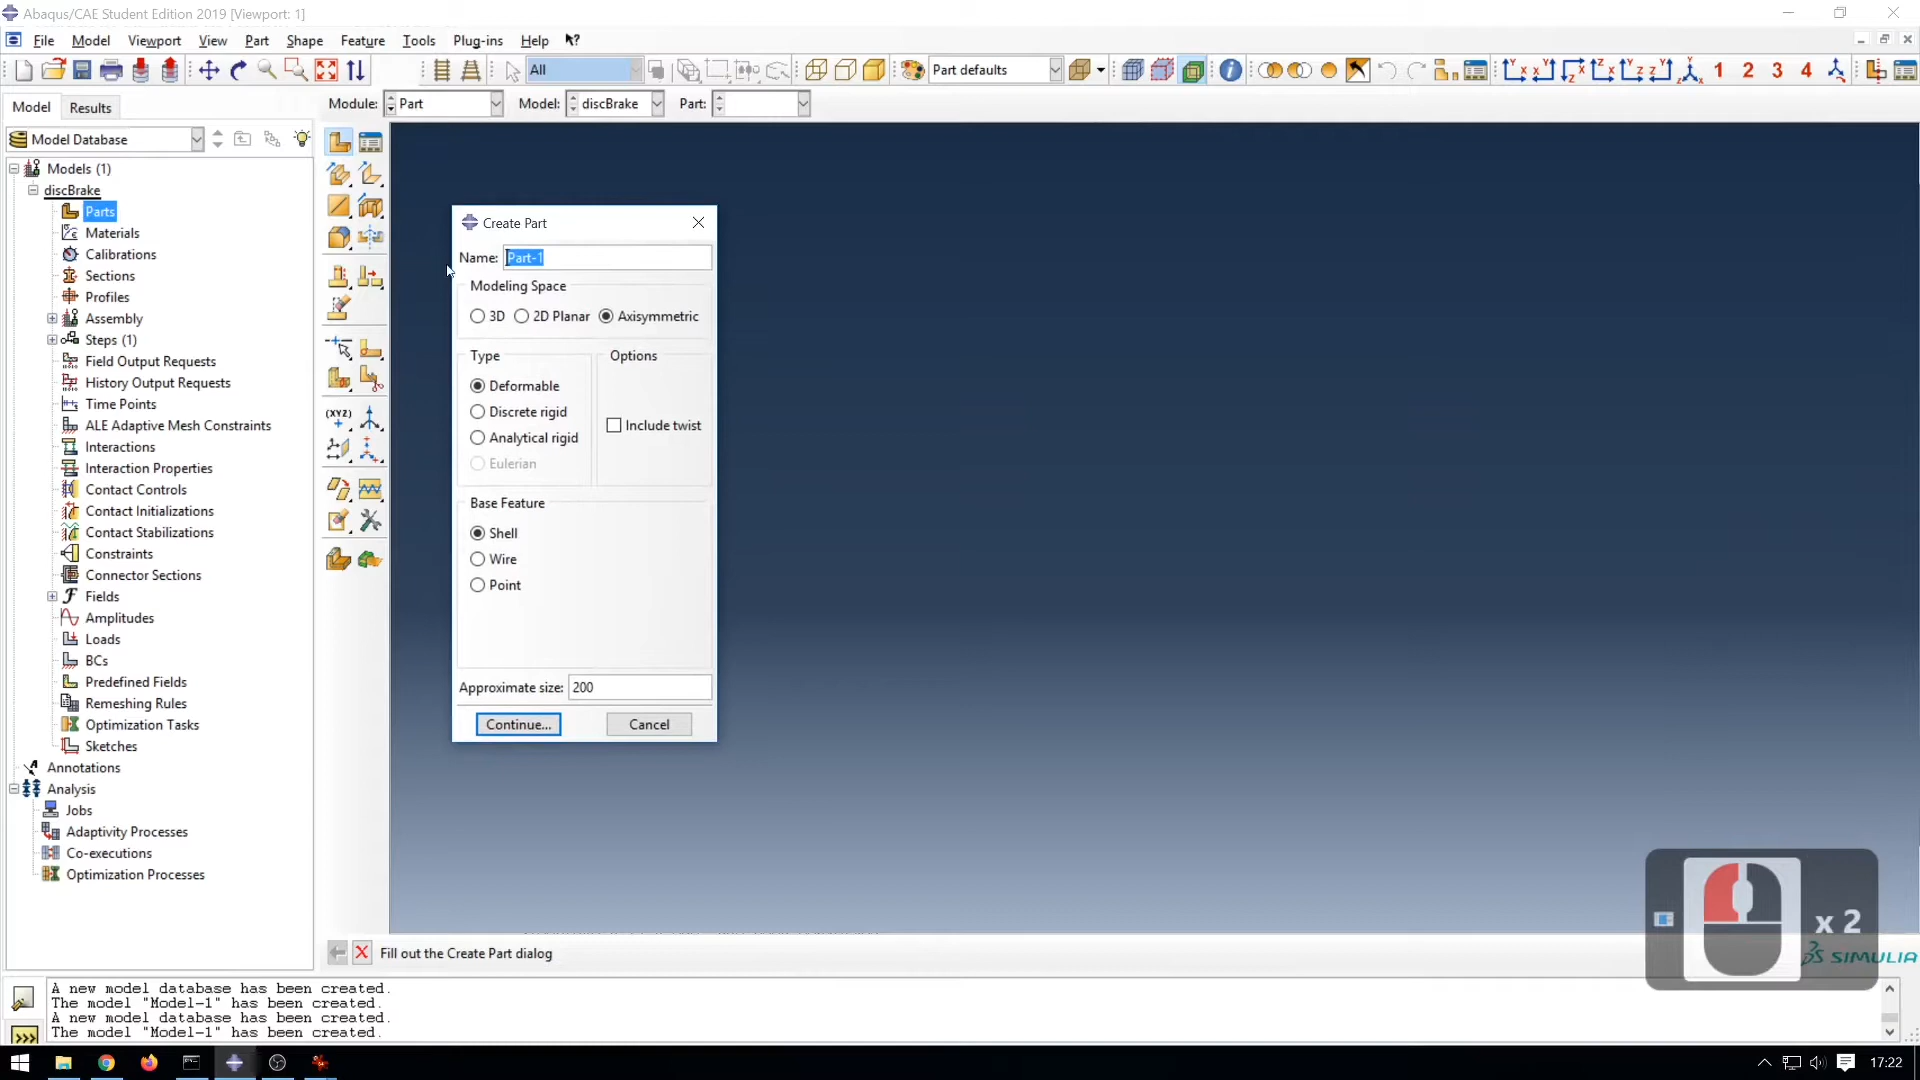 Abaqus/CAE Student Edition 2019 [Viewport: 1]
File Model Viewport View Part Shape Feature Tools Plug-ins Help
All Part defaults 1 2 3 4
Model Results Module: Part Model: discBrake Part:
Model Database
Models (1)
discBrake
Parts
Materials
Calibrations
Sections
Profiles
Assembly
Steps (1)
Field Output Requests
History Output Requests
Time Points
ALE Adaptive Mesh Constraints
Interactions
Interaction Properties
Contact Controls
Contact Initializations
Contact Stabilizations
Constraints
Connector Sections
Fields
Amplitudes
Loads
BCs
Predefined Fields
Remeshing Rules
Optimization Tasks
Sketches
Annotations
Analysis
Jobs
Adaptivity Processes
Co-executions
Optimization Processes
(XYZ)
Create Part
Name: Part-1
Modeling Space
3D 2D Planar Axisymmetric
Type Options
Deformable
Discrete rigid
Include twist
Analytical rigid
Eulerian
Base Feature
Shell
Wire
Point
Approximate size: 200
Continue... Cancel
x 2
SIMULIA
Fill out the Create Part dialog
A new model database has been created.
The model "Model-1" has been created.
A new model database has been created.
The model "Model-1" has been created.
>>>
17:22